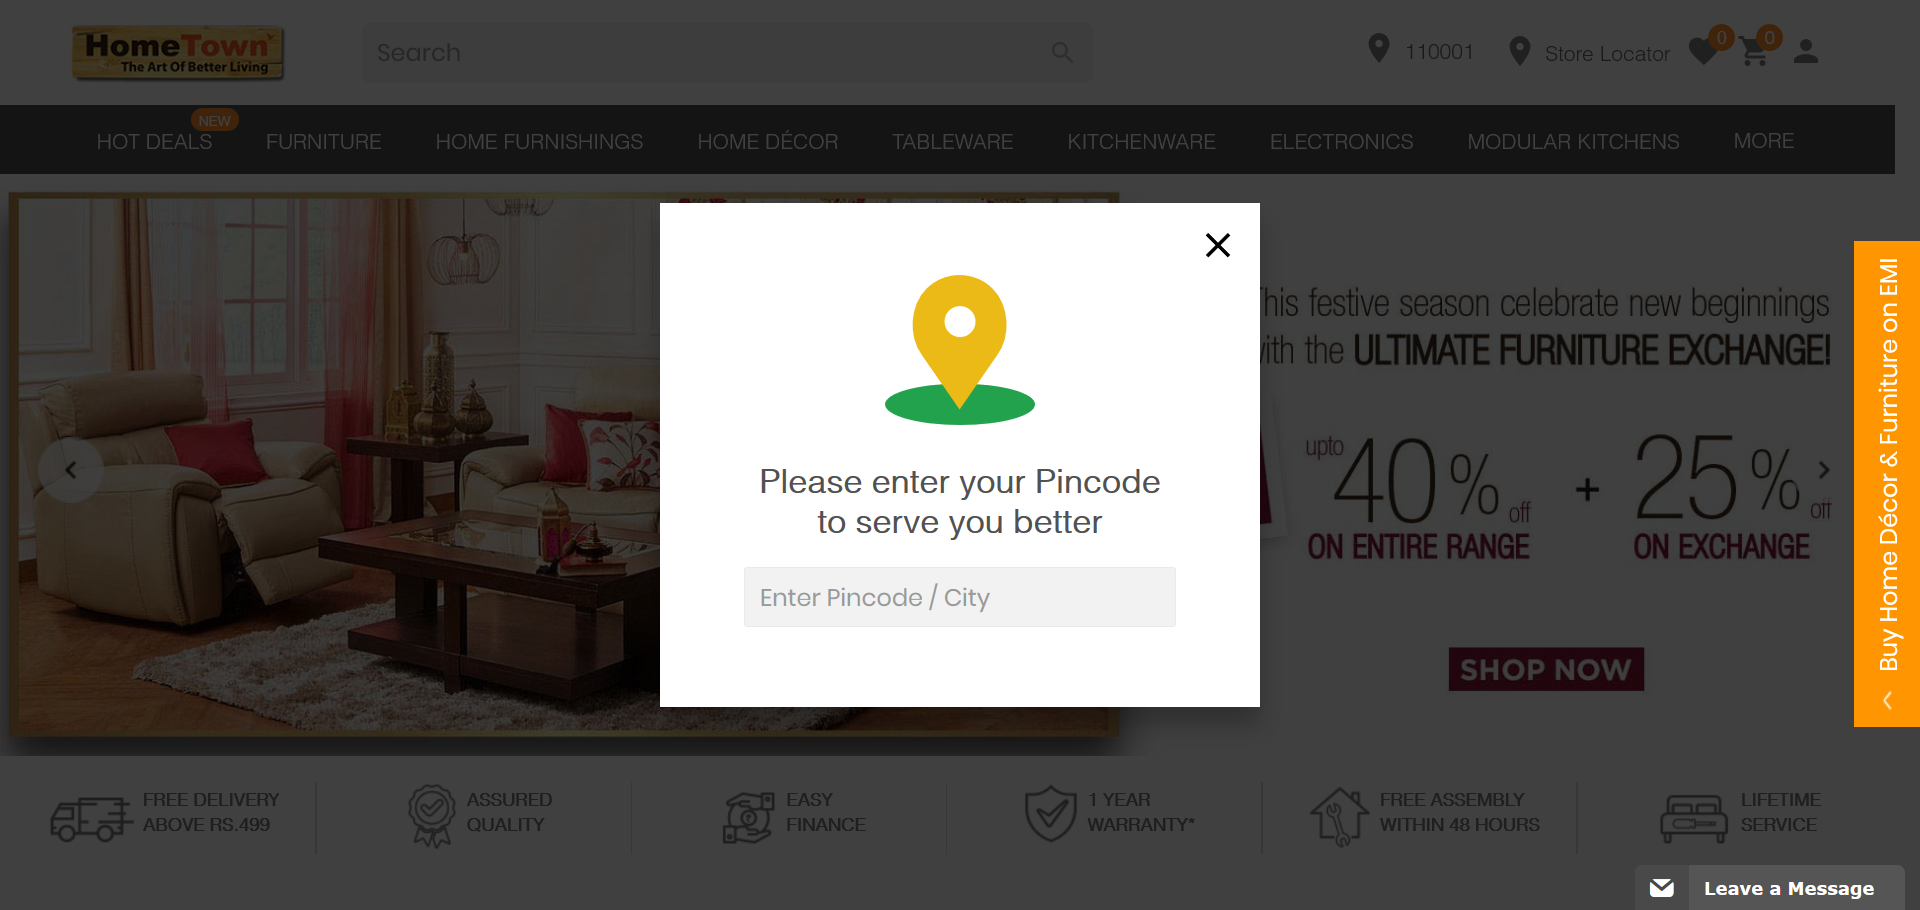 HomeTown
The Art Of Better Living
Search
110001
Store Locator
0
0
NEW
HOT DEALS
FURNITURE
HOME FURNISHINGS
HOME DÉCOR
TABLEWARE
KITCHENWARE
ELECTRONICS
MODULAR KITCHENS
MORE
Please enter your Pincode
to serve you better
Enter Pincode / City
his festive season celebrate new beginnings
ith the ULTIMATE FURNITURE EXCHANGE!
upto 40% off
ON ENTIRE RANGE
+
25% off
ON EXCHANGE
SHOP NOW
Buy Home Décor & Furniture on EMI
FREE DELIVERY
ABOVE RS.499
ASSURED
QUALITY
EASY
FINANCE
1 YEAR
WARRANTY*
FREE ASSEMBLY
WITHIN 48 HOURS
LIFETIME
SERVICE
Leave a Message